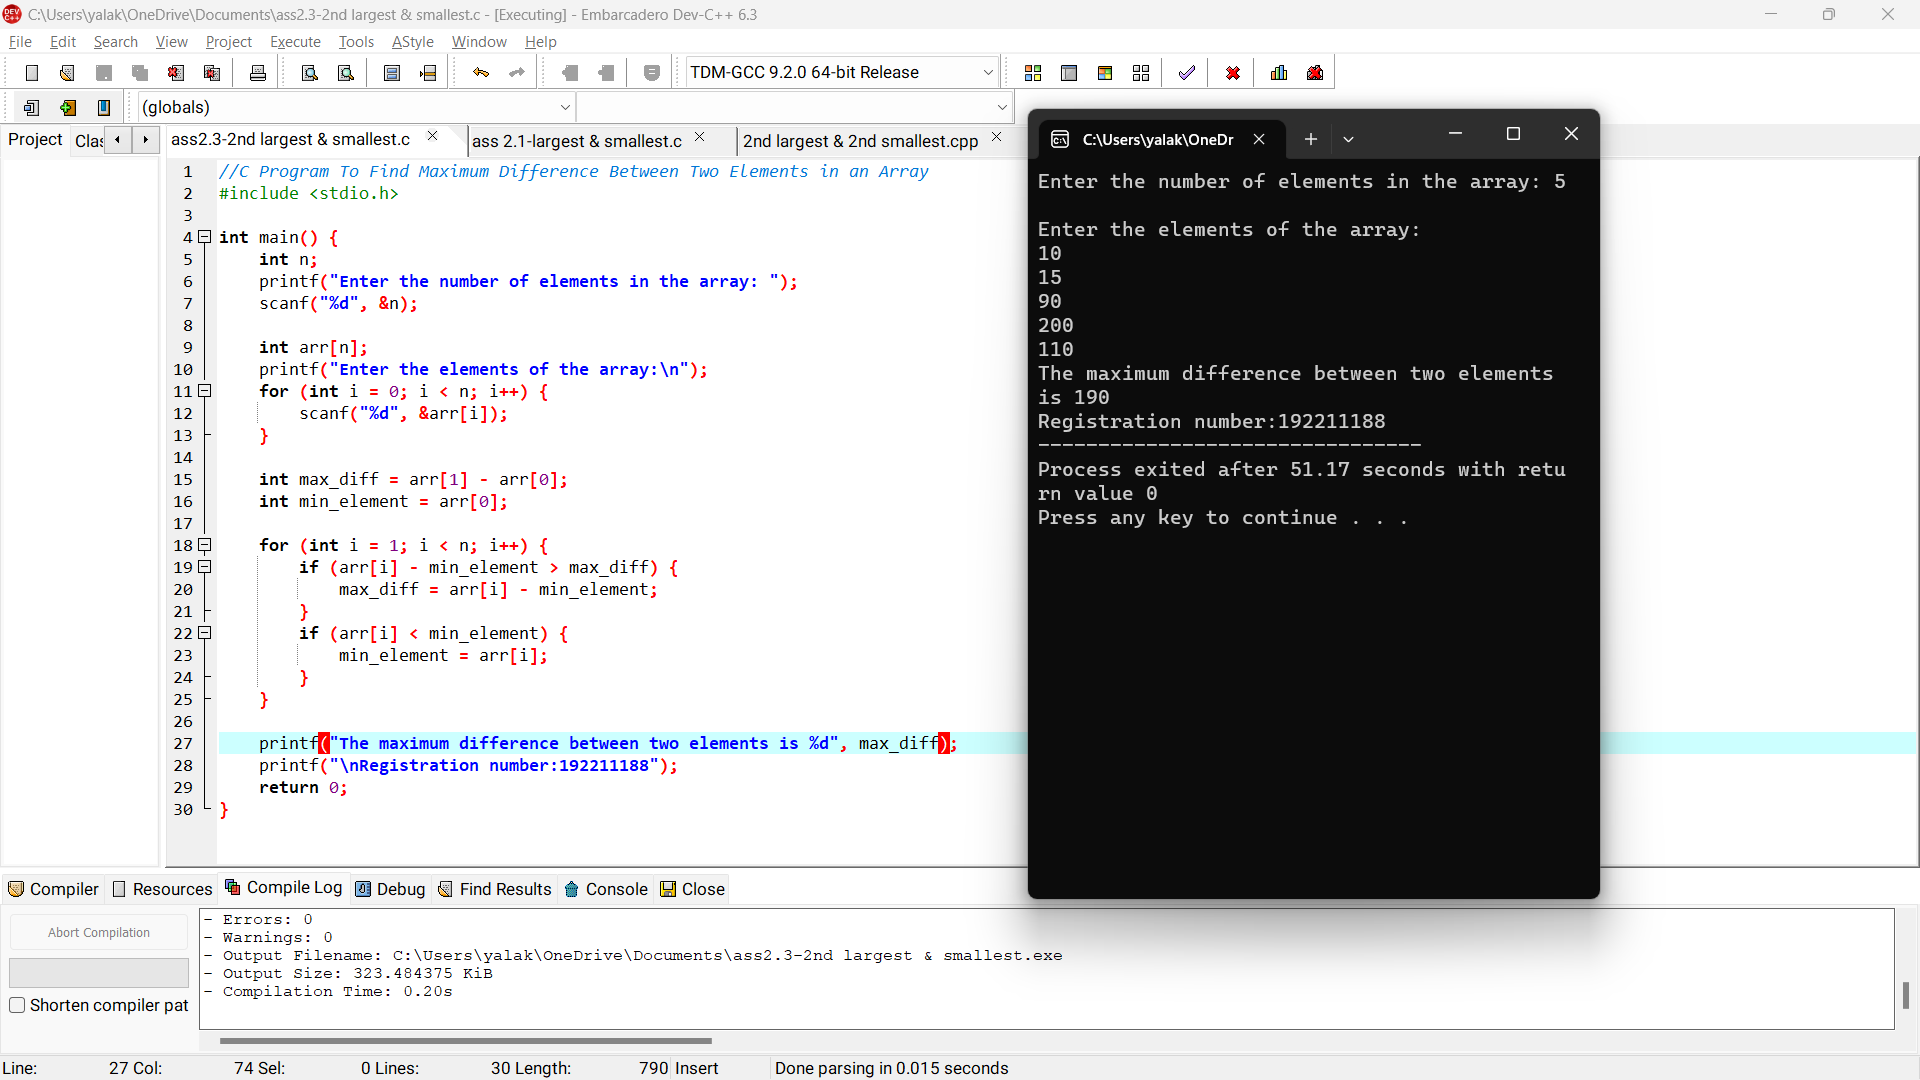 C:\Users\yalak\OneDrive\Documents\ass2.3-2nd largest & smallest.c - [Executing] - Embarcadero Dev-C++ 6.3
File Edit Search View Project Execute Tools AStyle Window Help
TDM-GCC 9.2.0 64-bit Release
(globals)
Project Clas
ass2.3-2nd largest & smallest.c
ass 2.1-largest & smallest.c
2nd largest & 2nd smallest.cpp
1 //C Program To Find Maximum Difference Between Two Elements in an Array
2 #include <stdio.h>
3
4 int main() {
5 int n;
6 printf("Enter the number of elements in the array: ");
7 scanf("%d", &n);
8
9 int arr[n];
10 printf("Enter the elements of the array:\n");
11 for (int i = 0; i < n; i++) {
12 scanf("%d", &arr[i]);
13 }
14
15 int max_diff = arr[1] - arr[0];
16 int min_element = arr[0];
17
18 for (int i = 1; i < n; i++) {
19 if (arr[i] - min_element > max_diff) {
20 max_diff = arr[i] - min_element;
21 }
22 if (arr[i] < min_element) {
23 min_element = arr[i];
24 }
25 }
26
27 printf("The maximum difference between two elements is %d", max_diff);
28 printf("\nRegistration number:192211188");
29 return 0;
30 }
C:\Users\yalak\OneDr
Enter the number of elements in the array: 5
Enter the elements of the array:
10
15
90
200
110
The maximum difference between two elements
is 190
Registration number:192211188
--------------------------------
Process exited after 51.17 seconds with retu
rn value 0
Press any key to continue . . .
Compiler Resources Compile Log Debug Find Results Console Close
Abort Compilation
Shorten compiler pat
- Errors: 0
- Warnings: 0
- Output Filename: C:\Users\yalak\OneDrive\Documents\ass2.3-2nd largest & smallest.exe
- Output Size: 323.484375 KiB
- Compilation Time: 0.20s
Line: 27 Col: 74 Sel: 0 Lines: 30 Length: 790 Insert Done parsing in 0.015 seconds